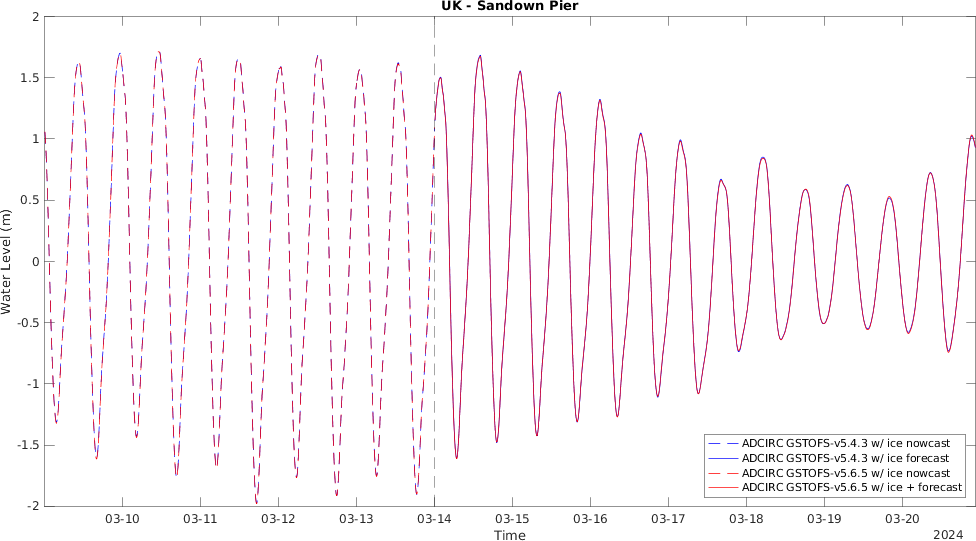 UK - Sandown Pier
2
1.5
1
0.5
0
-0.5
-1
-1.5
-2
Water Level (m)
ADCIRC GSTOFS-v5.4.3 w/ ice nowcast
ADCIRC GSTOFS-v5.4.3 w/ ice forecast
ADCIRC GSTOFS-v5.6.5 w/ ice nowcast
ADCIRC GSTOFS-v5.6.5 w/ ice + forecast
03-10 03-11 03-12 03-13 03-14 03-15 03-16 03-17 03-18 03-19 03-20
Time
2024